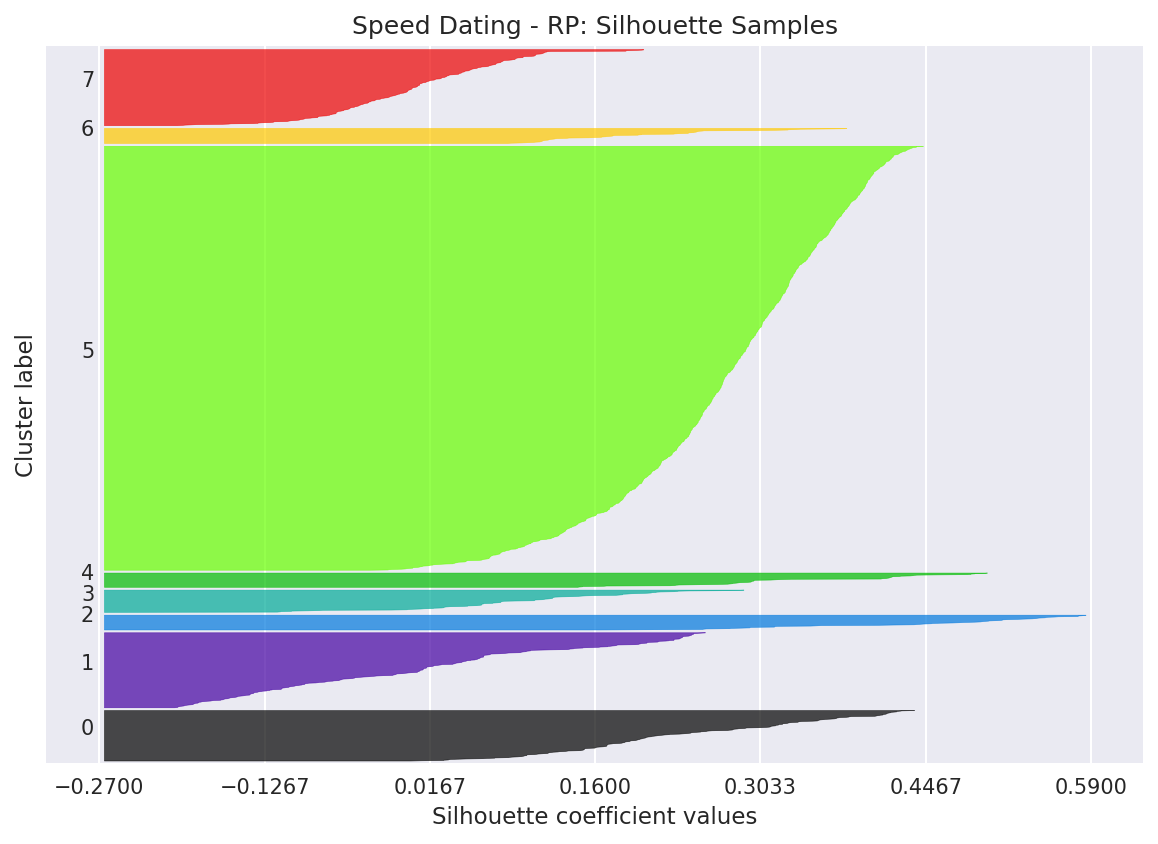 Speed Dating - RP: Silhouette Samples
7
6
5
4
3
2
1
0
Cluster label
−0.2700 −0.1267 0.0167 0.1600 0.3033 0.4467 0.5900
Silhouette coefficient values